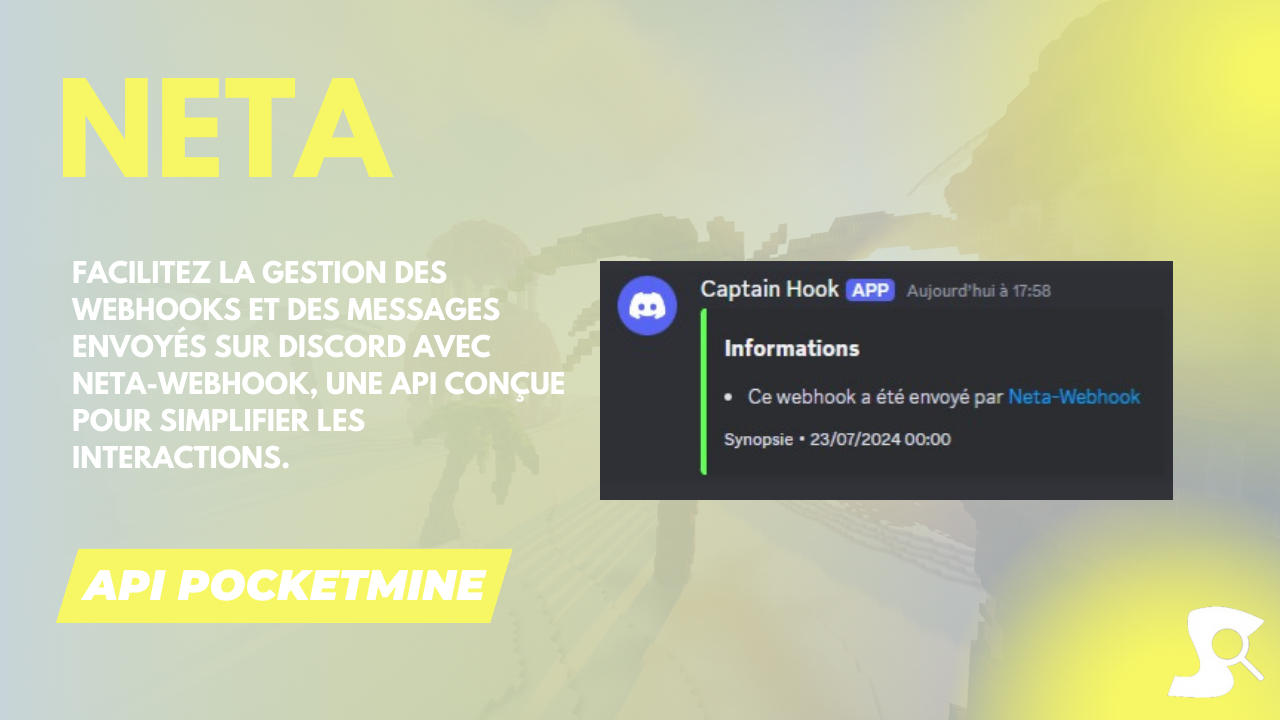 NETA
FACILITEZ LA GESTION DES
WEBHOOKS ET DES MESSAGES
ENVOYÉS SUR DISCORD AVEC
NETA-WEBHOOK, UNE API CONÇUE
POUR SIMPLIFIER LES
INTERACTIONS.
API POCKETMINE
Captain Hook APP Aujourd'hui à 17:58
Informations
• Ce webhook a été envoyé par Neta-Webhook
Synopsie • 23/07/2024 00:00